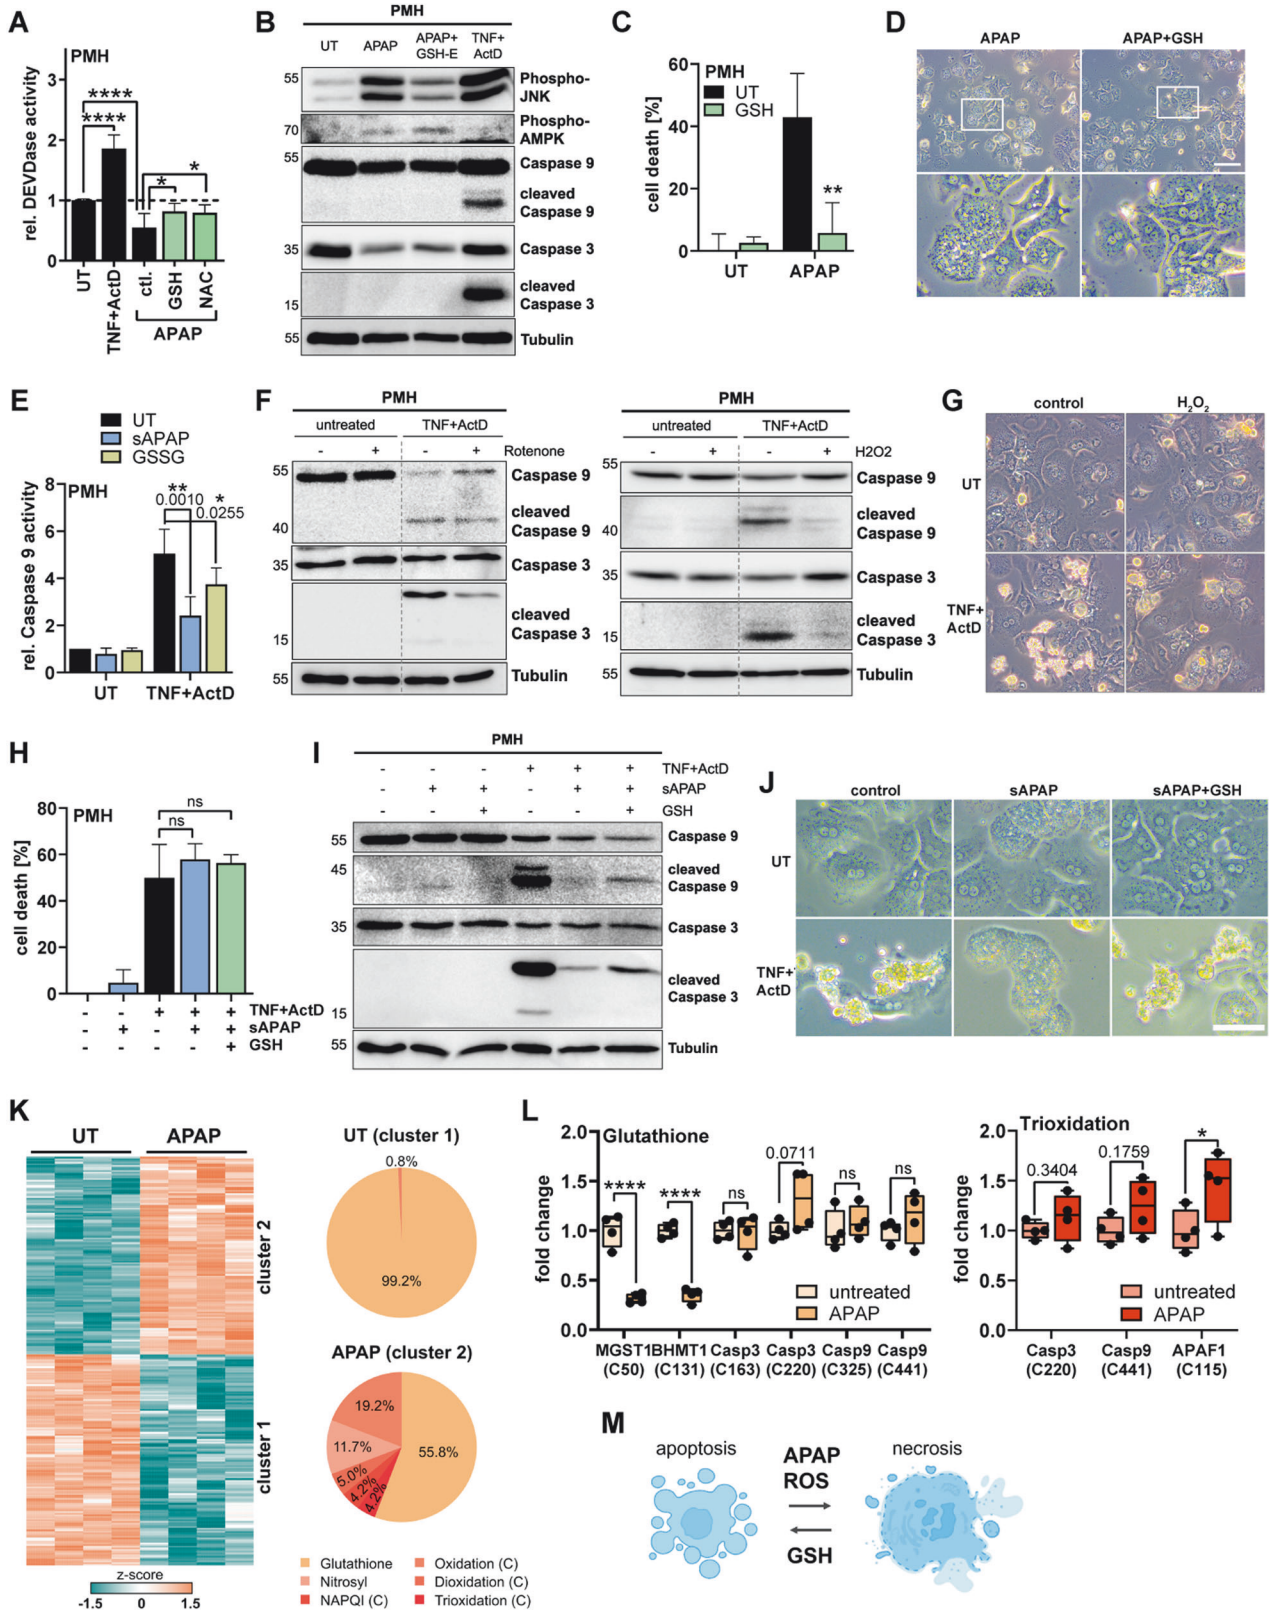 A
PMH
rel. DEVDase activity
3
2
1
0
****
****
*
*
UT
TNF+ActD
ctl.
GSH
NAC
APAP
B
PMH
UT
APAP
APAP+
GSH-E
TNF+
ActD
55
Phospho-
JNK
70
Phospho-
AMPK
55
Caspase 9
cleaved
Caspase 9
35
Caspase 3
cleaved
Caspase 3
15
55
Tubulin
C
PMH
UT
GSH
cell death [%]
60
40
20
0
**
UT
APAP
D
APAP
APAP+GSH
E
UT
sAPAP
GSSG
PMH
rel. Caspase 9 activity
8
6
4
2
0
**
0.0010
*
0.0255
UT
TNF+ActD
F
PMH
untreated
TNF+ActD
- + - + Rotenone
55
Caspase 9
40
cleaved
Caspase 9
35
Caspase 3
cleaved
Caspase 3
15
55
Tubulin
PMH
untreated
TNF+ActD
- + - + H2O2
55
Caspase 9
40
cleaved
Caspase 9
35
Caspase 3
15
cleaved
Caspase 3
55
Tubulin
G
control
H2O2
UT
TNF+
ActD
H
PMH
cell death [%]
80
60
40
20
0
ns
ns
- - + + + TNF+ActD
- + - + + sAPAP
- - - - + GSH
I
PMH
- - - + + + TNF+ActD
- + + - + + sAPAP
- - + - - + GSH
55
Caspase 9
45
cleaved
Caspase 9
35
Caspase 3
cleaved
Caspase 3
15
55
Tubulin
J
control
sAPAP
sAPAP+GSH
UT
TNF+
ActD
K
UT
APAP
cluster 2
cluster 1
z-score
-1.5 0 1.5
UT (cluster 1)
0.8%
99.2%
APAP (cluster 2)
19.2%
11.7%
5.0%
4.2%
4.2%
55.8%
Glutathione
Nitrosyl
NAPQI (C)
Oxidation (C)
Dioxidation (C)
Trioxidation (C)
L
Glutathione
fold change
2.0
1.5
1.0
0.5
0.0
****
****
ns
0.0711
ns
ns
untreated
APAP
MGST1 BHMT1 Casp3 Casp3 Casp9 Casp9
(C50) (C131) (C163) (C220) (C325) (C441)
Trioxidation
fold change
2.0
1.5
1.0
0.5
0.0
0.3404
0.1759
*
untreated
APAP
Casp3 Casp9 APAF1
(C220) (C441) (C115)
M
apoptosis
APAP
ROS
GSH
necrosis